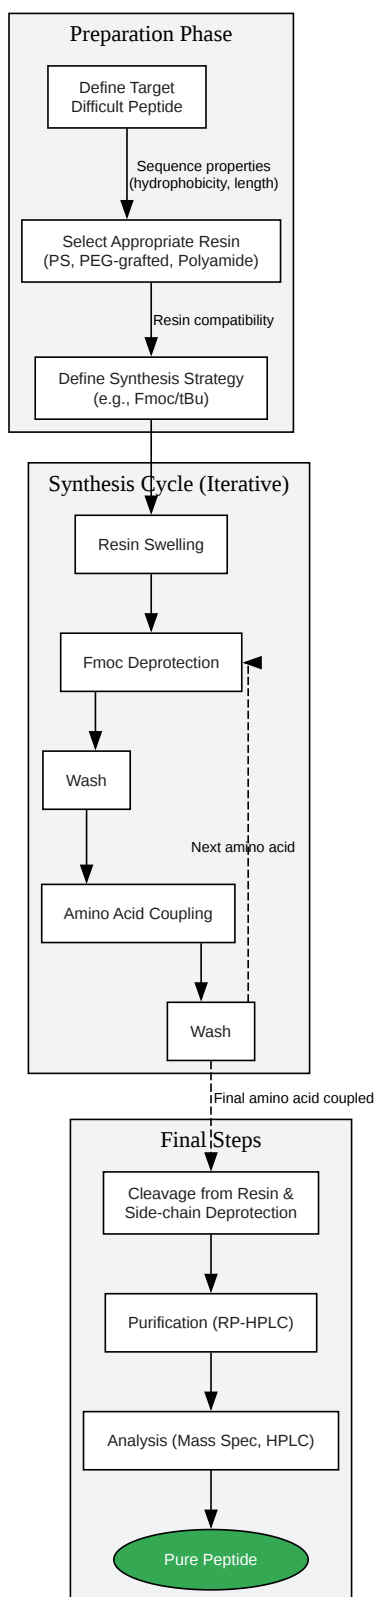 Preparation Phase
Define Target
Difficult Peptide
Sequence properties
(hydrophobicity, length)
Select Appropriate Resin
(PS, PEG-grafted, Polyamide)
Resin compatibility
Define Synthesis Strategy
(e.g., Fmoc/tBu)
Synthesis Cycle (Iterative)
Resin Swelling
Fmoc Deprotection
Wash
Next amino acid
Amino Acid Coupling
Wash
Final amino acid coupled
Final Steps
Cleavage from Resin &
Side-chain Deprotection
Purification (RP-HPLC)
Analysis (Mass Spec, HPLC)
Pure Peptide